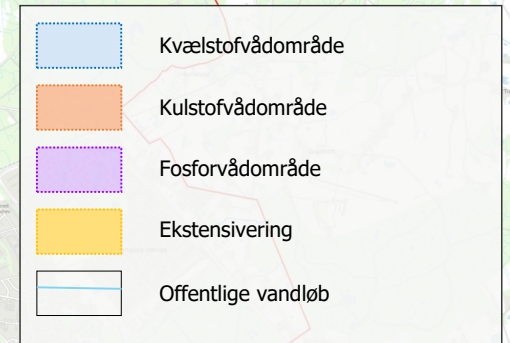 Kvælstofvådområde
Kulstofvådområde
Fosforvådområde
Ekstensivering
Offentlige vandløb